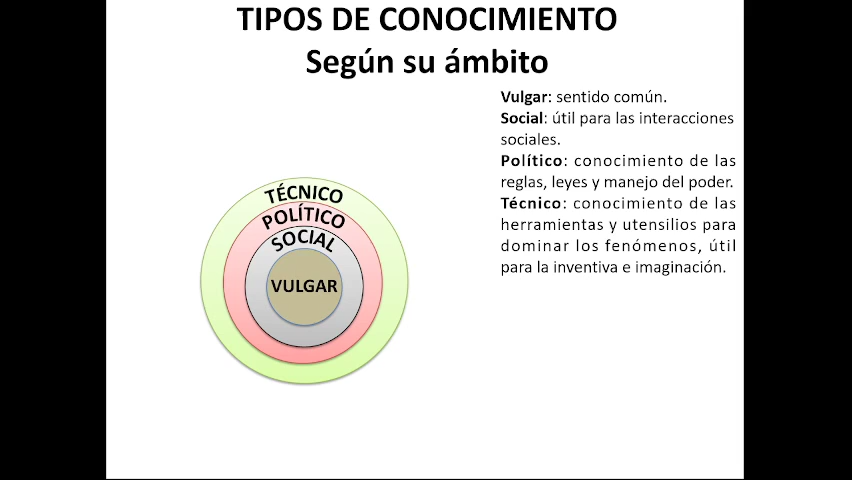 TIPOS DE CONOCIMIENTO
Según su ámbito
Vulgar: sentido común.
Social: útil para las interacciones
sociales.
Político: conocimiento de las
reglas, leyes y manejo del poder.
Técnico: conocimiento de las
herramientas y utensilios para
dominar los fenómenos, útil
para la inventiva e imaginación.
TÉCNICO
POLÍTICO
SOCIAL
VULGAR